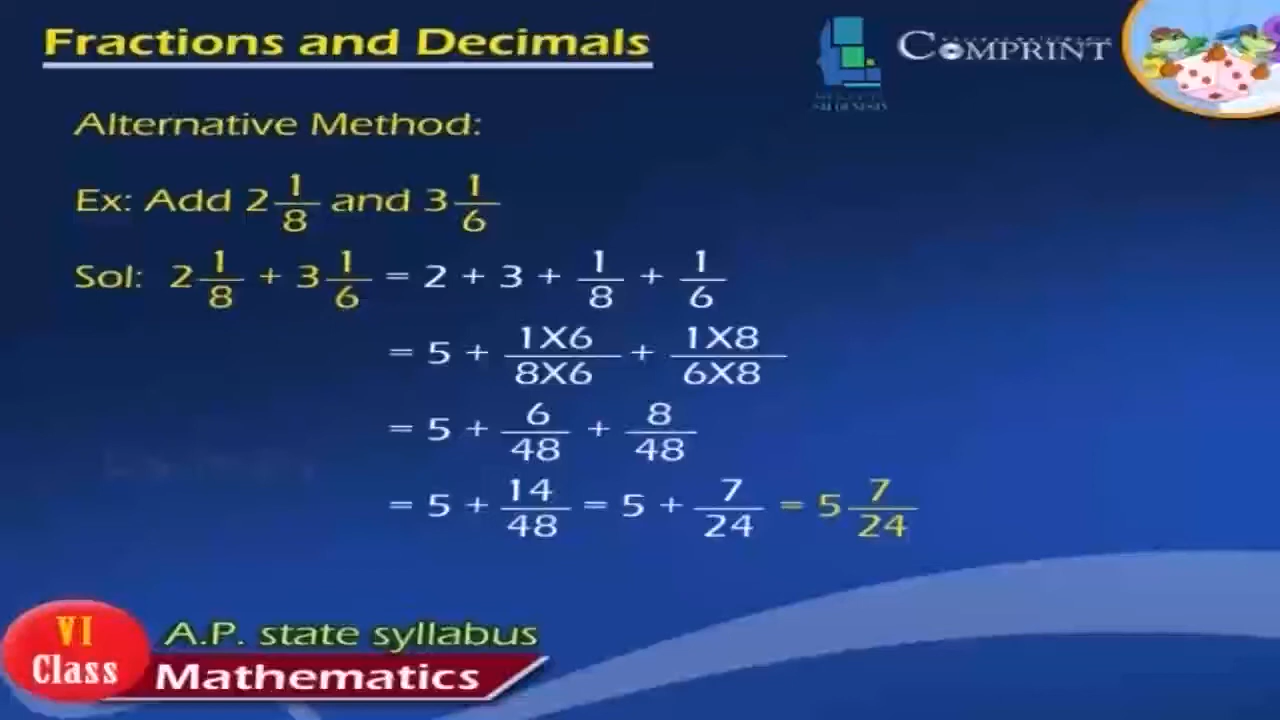 Fractions and Decimals
COMPRINT
Alternative Method:
Ex: Add 2 1/8 and 3 1/6
Sol: 2 1/8 + 3 1/6 = 2 + 3 + 1/8 + 1/6
= 5 + 1X6/8X6 + 1X8/6X8
= 5 + 6/48 + 8/48
= 5 + 14/48 = 5 + 7/24 = 5 7/24
VI
Class
A.P. state syllabus
Mathematics